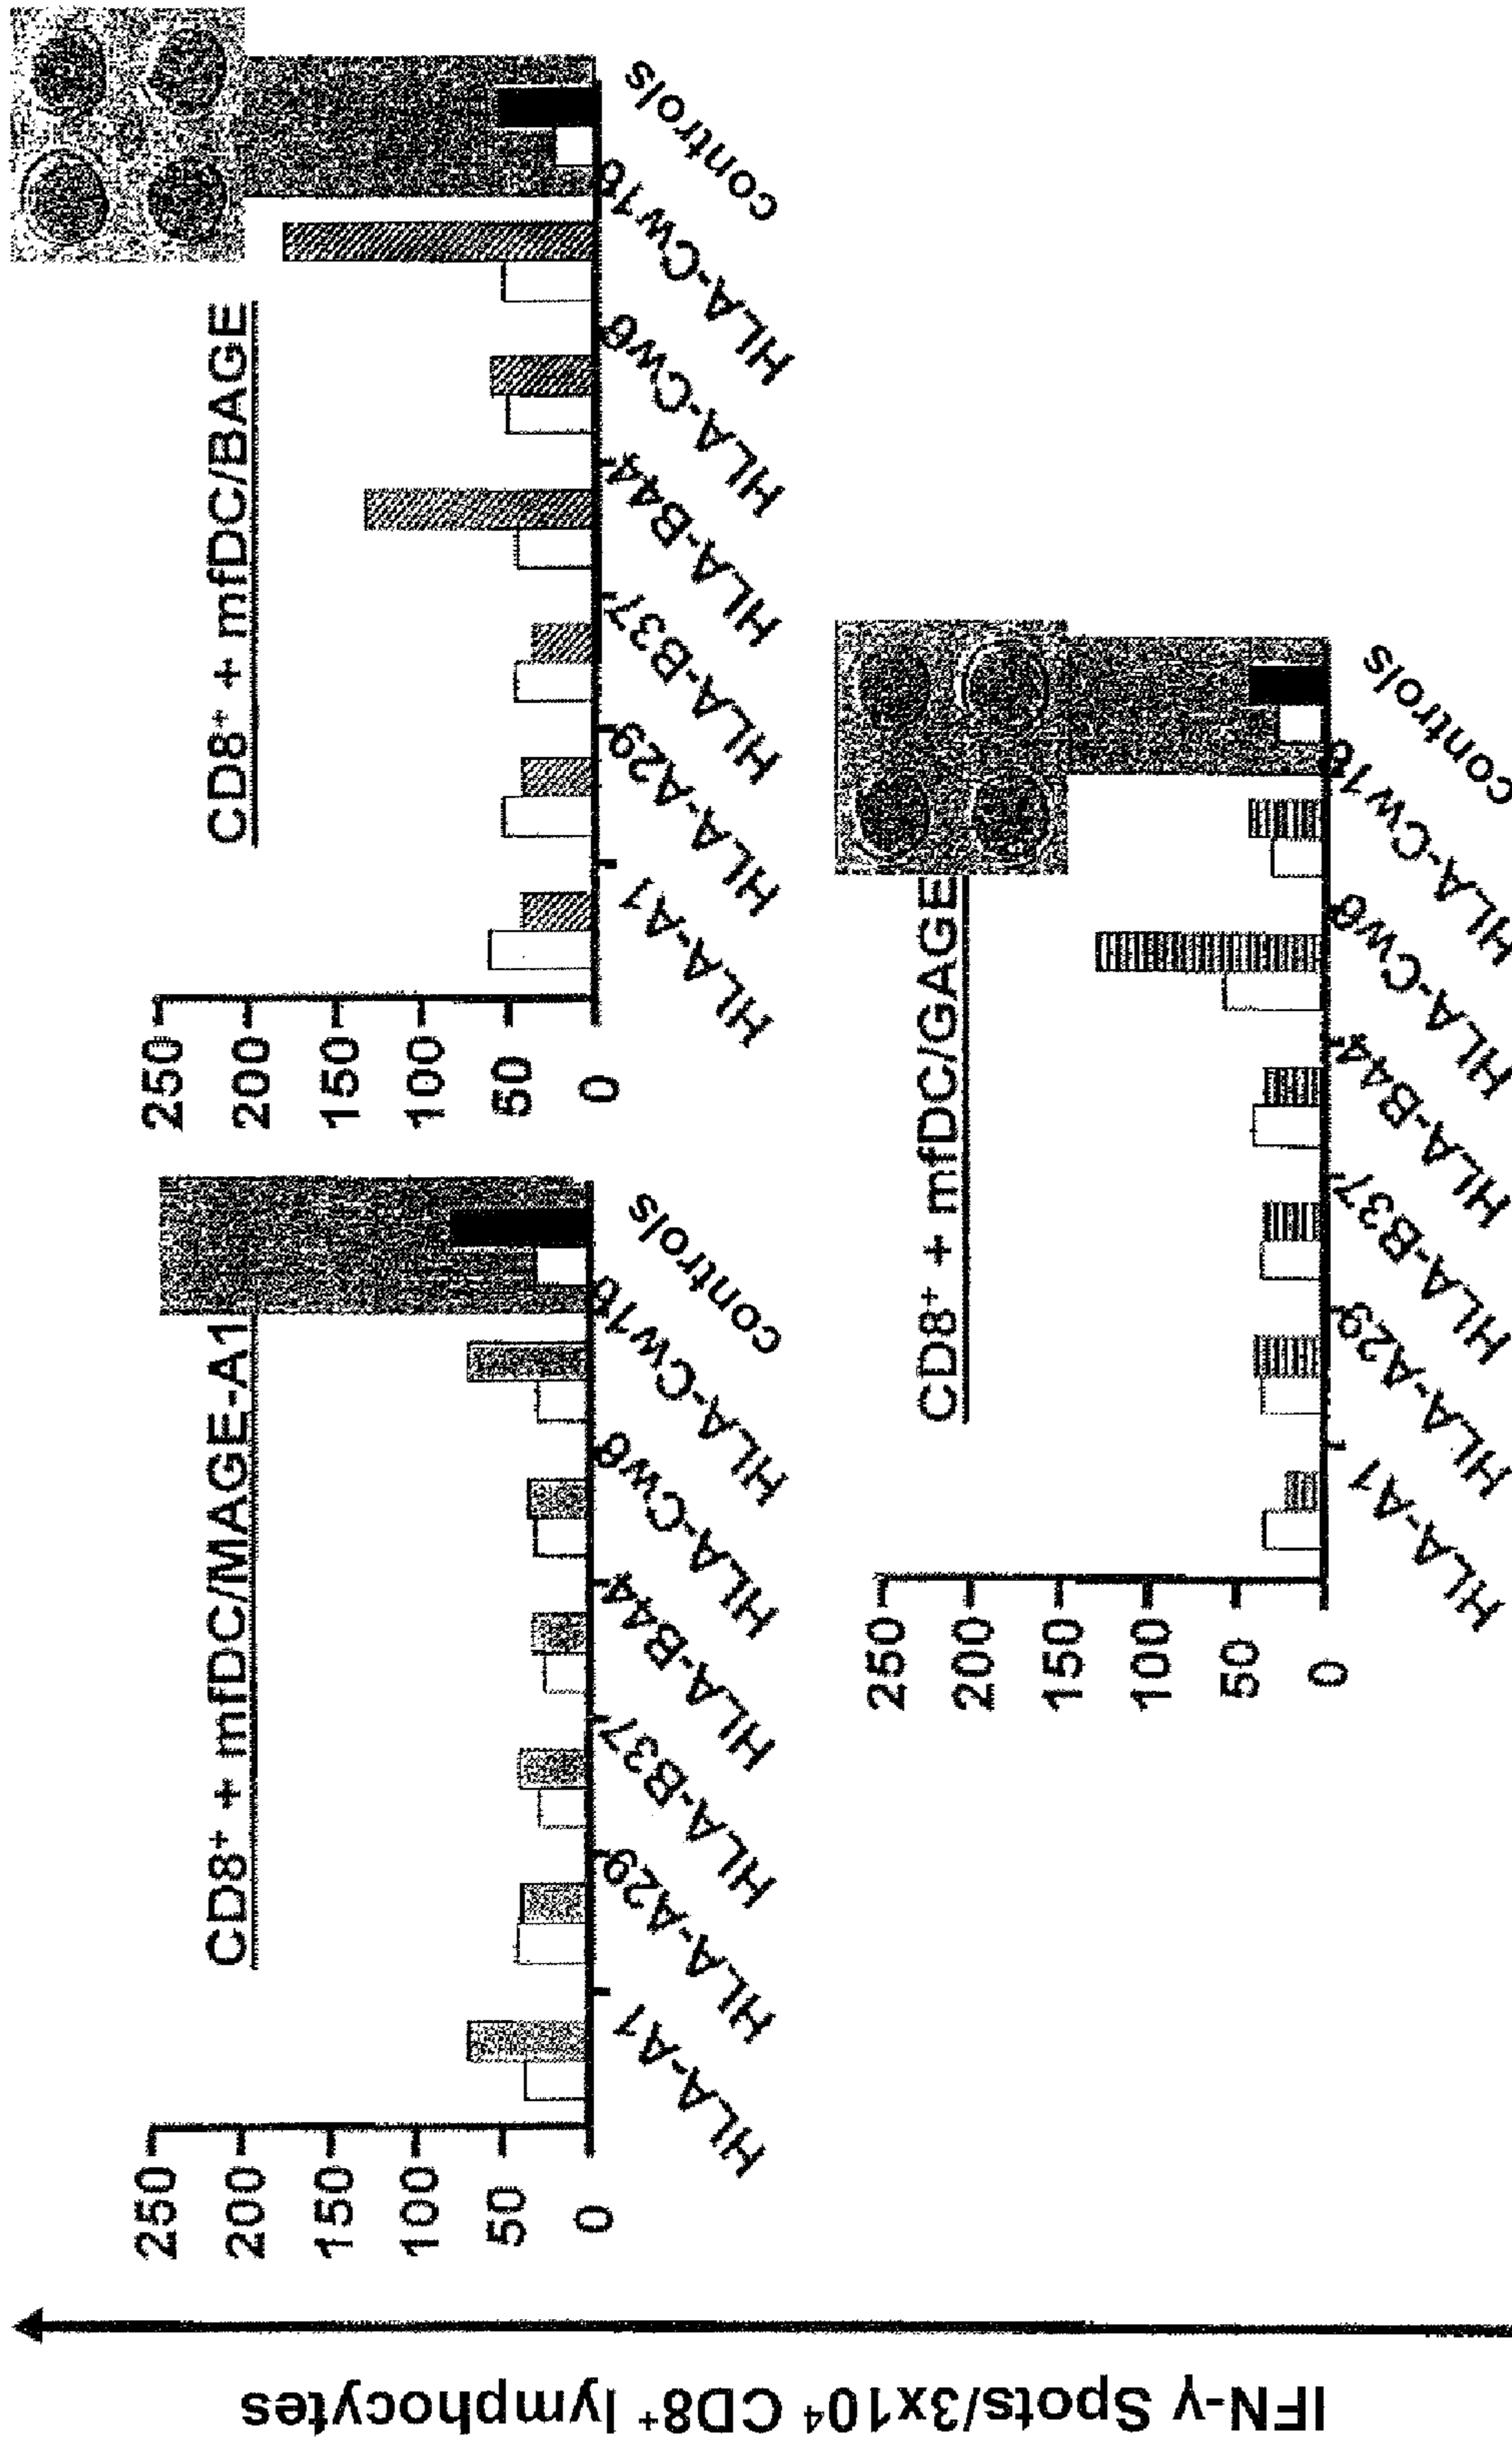 IFN-γ Spots/3x10⁴ CD8⁺ lymphocytes
CD8⁺ + mfDC/MAGE-A1
250
200
150
100
50
0
HLA-A1
HLA-A29
HLA-B37
HLA-B44
HLA-Cw6
HLA-Cw16
controls
CD8⁺ + mfDC/BAGE
250
200
150
100
50
0
HLA-A1
HLA-A29
HLA-B37
HLA-B44
HLA-Cw6
HLA-Cw16
controls
CD8⁺ + mfDC/GAGE
250
200
150
100
50
0
HLA-A1
HLA-A29
HLA-B37
HLA-B44
HLA-Cw6
HLA-Cw16
controls